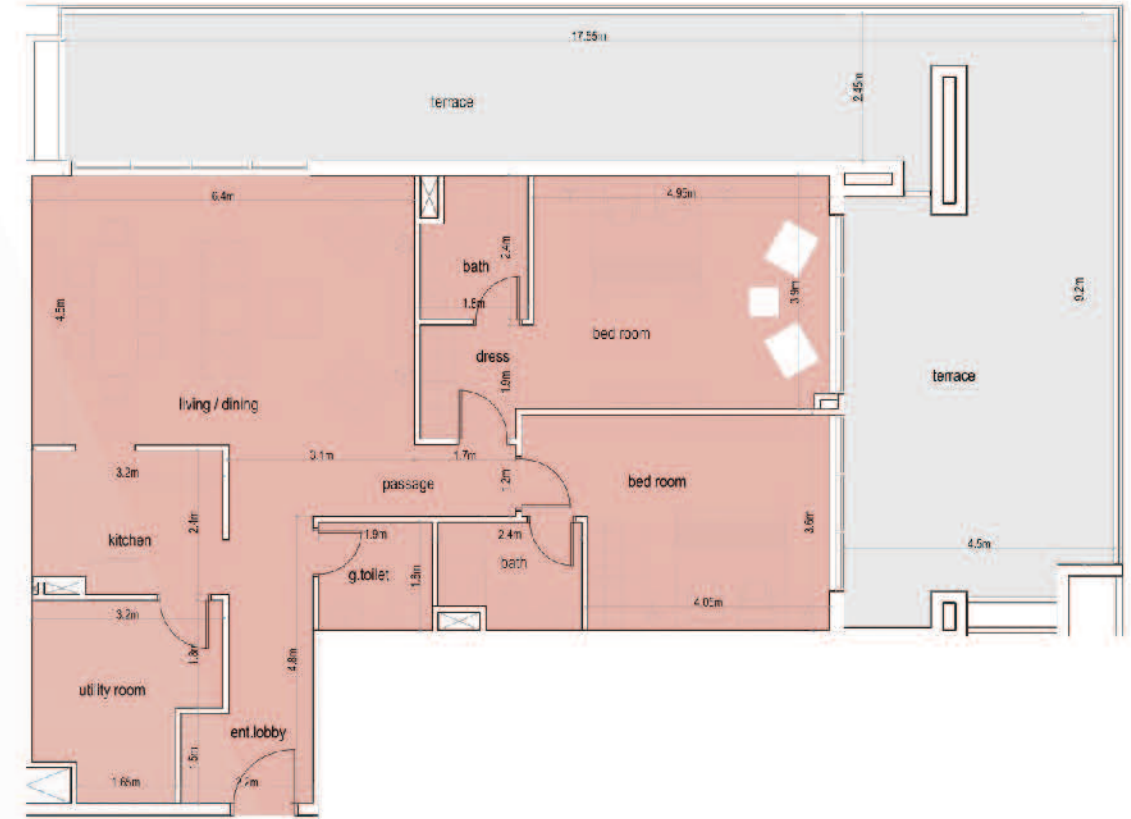 17.55m
2.45m
terrace
6.4m
4.95m
2.4m
bath
1.8m
3.9m
9.2m
4.5m
bed room
dress
1.9m
terrace
living / dining
3.1m
1.7m
3.2m
passage
1.2m
bed room
2.4m
3.6m
kitchen
1.9m
2.4m
4.5m
g.toilet
1.8m
bath
4.05m
3.2m
1.8m
4.8m
utility room
ent.lobby
1.5m
1.65m
2.2m